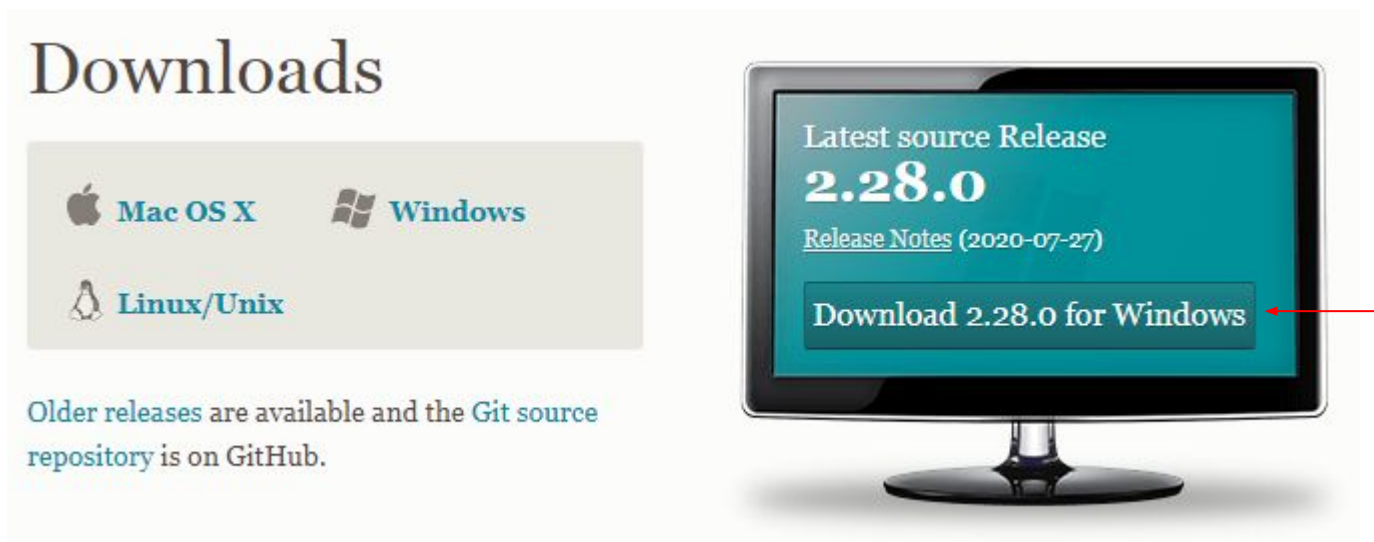 Downloads
Mac OS X
Windows
Linux/Unix
Older releases are available and the Git source
repository is on GitHub.
Latest source Release
2.28.0
Release Notes (2020-07-27)
Download 2.28.0 for Windows